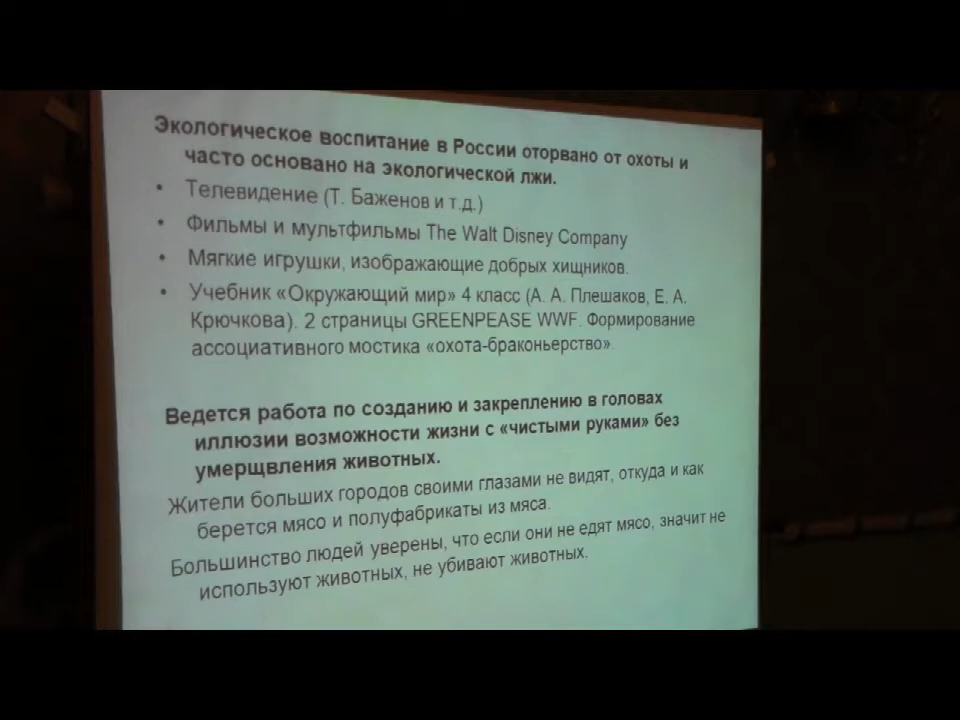 Экологическое воспитание в России оторвано от охоты и
часто основано на экологической лжи.
• Телевидение (Т. Баженов и т.д.)
• Фильмы и мультфильмы The Walt Disney Company
• Мягкие игрушки, изображающие добрых хищников.
• Учебник «Окружающий мир» 4 класс (А. А. Плешаков, Е. А.
Крючкова). 2 страницы GREENPEASE WWF. Формирование
ассоциативного мостика «охота-браконьерство».
Ведется работа по созданию и закреплению в головах
иллюзии возможности жизни с «чистыми руками» без
умерщвления животных.
Жители больших городов своими глазами не видят, откуда и как
берется мясо и полуфабрикаты из мяса.
Большинство людей уверены, что если они не едят мясо, значит не
используют животных, не убивают животных.